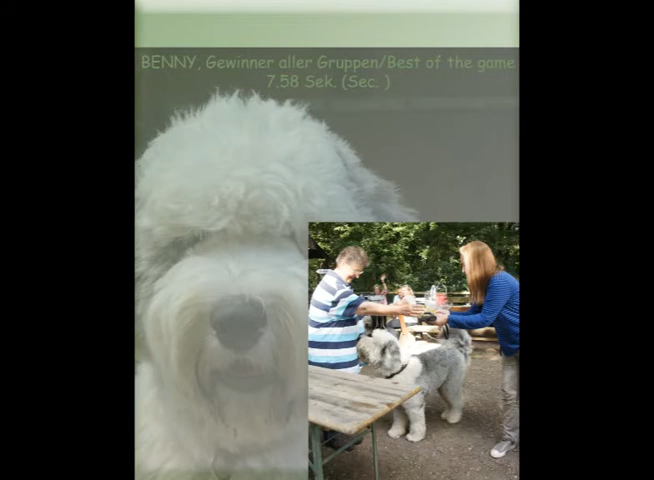 BENNY, Gewinner aller Gruppen/Best of the game
7.58 Sek. (Sec. )